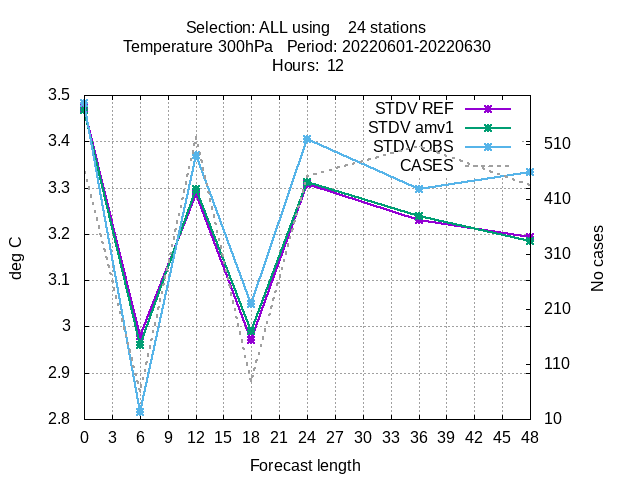 Selection: ALL using    24 stations
Temperature 300hPa   Period: 20220601-20220630
Hours:  12
3.5
3.4
3.3
3.2
3.1
3
2.9
2.8
deg C
STDV REF
STDV amv1
STDV OBS
CASES
510
410
310
210
110
10
No cases
0 3 6 9 12 15 18 21 24 27 30 33 36 39 42 45 48
Forecast length